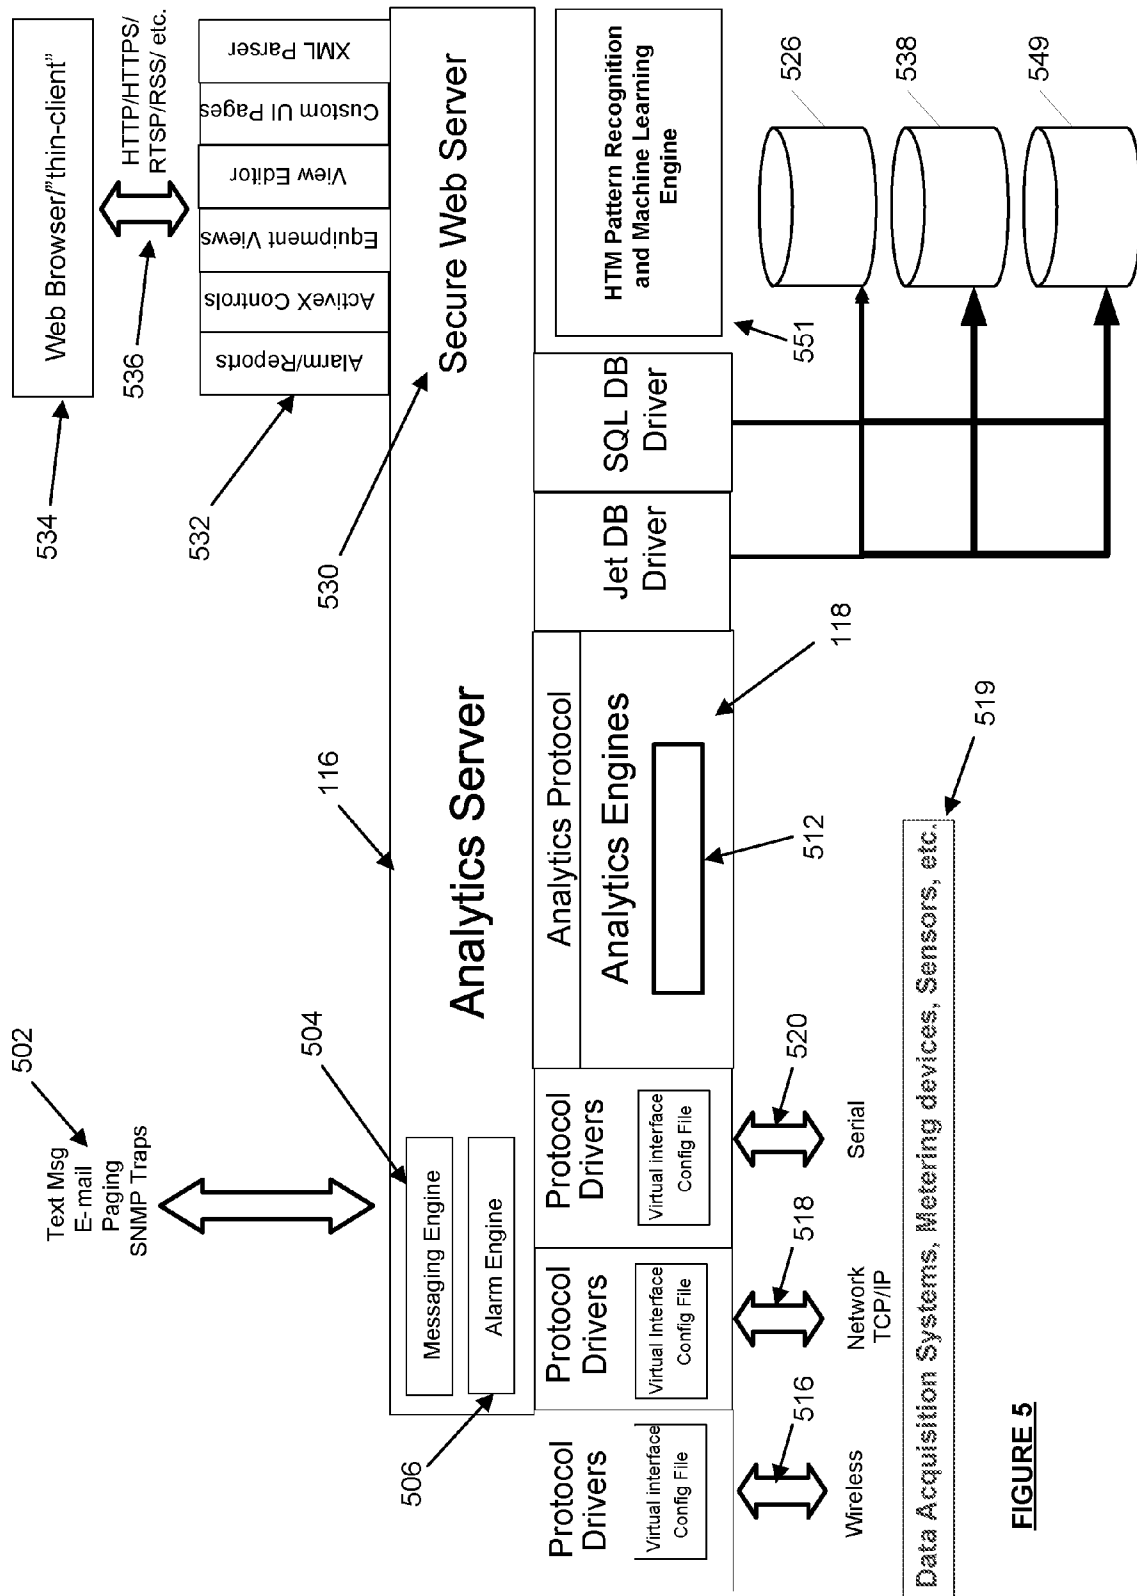 502
Text Msg
E-mail
Paging
SNMP Traps
504
Messaging Engine
Alarm Engine
506
116
Analytics Server
534
Web Browser/"thin-client"
536
HTTP/HTTPS/
RTSP/RSS/ etc.
532
Alarm/Reports
ActiveX Controls
Equipment Views
View Editor
Custom UI Pages
XML Parser
530
Secure Web Server
Protocol
Drivers
Virtual interface
Config File
Protocol
Drivers
Virtual Interface
Config File
Protocol
Drivers
Virtual interface
Config File
Analytics Protocol
Analytics Engines
512
118
Jet DB
Driver
SQL DB
Driver
HTM Pattern Recognition
and Machine Learning
Engine
551
526
538
549
516
Wireless
518
Network
TCP/IP
520
Serial
519
Data Acquisition Systems, Metering devices, Sensors, etc.
FIGURE 5